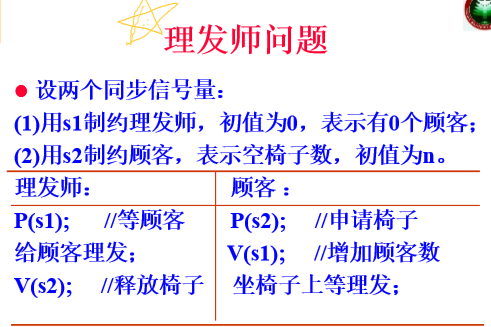 理发师问题
● 设两个同步信号量：
(1)用s1制约理发师，初值为0，表示有0个顾客；
(2)用s2制约顾客，表示空椅子数，初值为n。
理发师： 顾客：
P(s1); //等顾客 P(s2); //申请椅子
给顾客理发； V(s1); //增加顾客数
V(s2); //释放椅子 坐椅子上等理发；